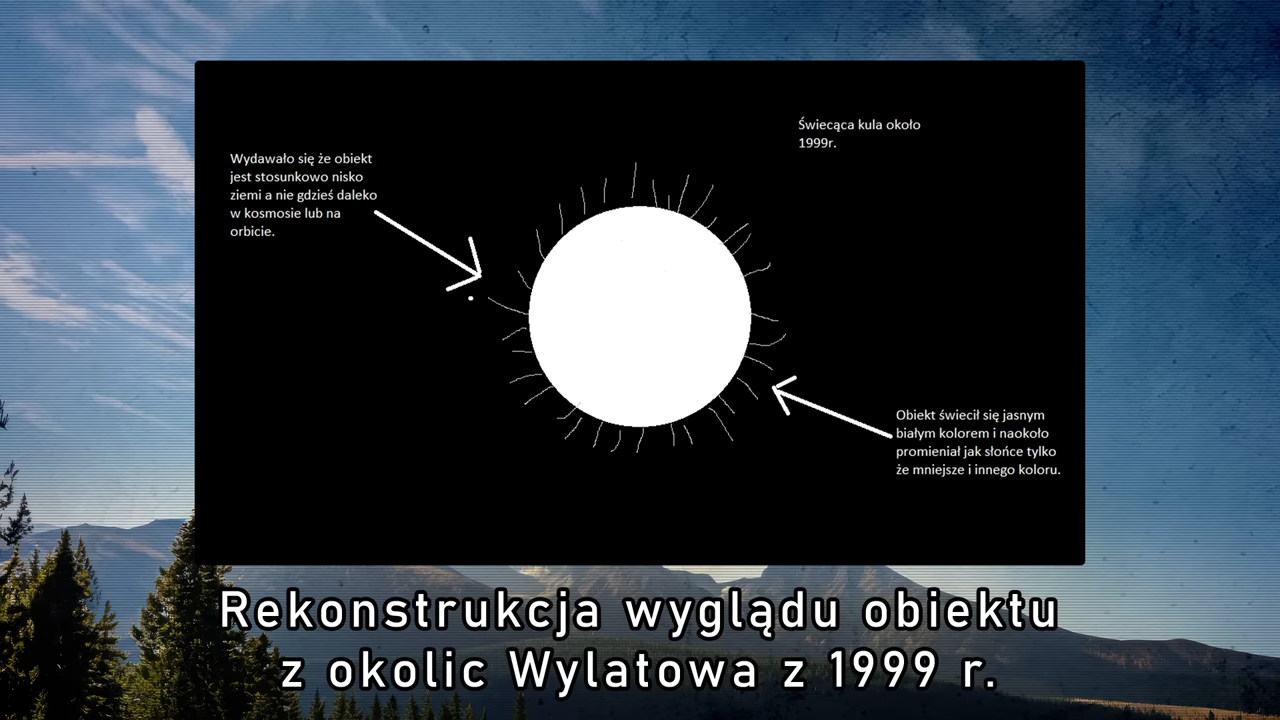 Świecąca kula około
1999r.
Wydawało się że obiekt
jest stosunkowo nisko
ziemi a nie gdzieś daleko
w kosmosie lub na
orbicie.
Obiekt świecił się jasnym
białym kolorem i naokoło
promieniał jak słońce tylko
że mniejsze i innego koloru.
Rekonstrukcja wyglądu obiektu
z okolic Wylatowa z 1999 r.